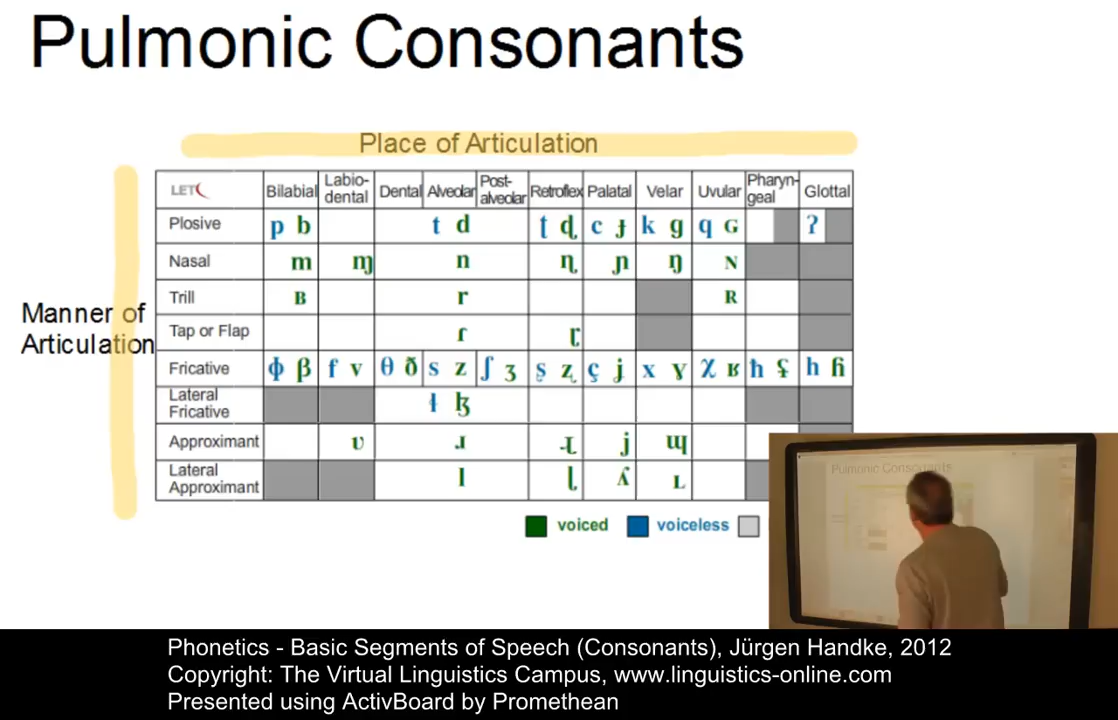 Pulmonic Consonants
Place of Articulation
Manner of
Articulation
LET Bilabial Labio-dental Dental Alveolar Post-alveolar Retroflex Palatal Velar Uvular Pharyn-geal Glottal
Plosive p b t d ʈ ɖ c ɟ k g q ɢ ʔ
Nasal m ɱ n ɳ ɲ ŋ ɴ
Trill ʙ r ʀ
Tap or Flap ɾ ɽ
Fricative ɸ β f v θ ð s z ʃ ʒ ʂ ʐ ç ʝ x ɣ χ ʁ ħ ʕ h ɦ
Lateral
Fricative ɬ ɮ
Approximant ʋ ɹ ɻ j ɰ
Lateral
Approximant l ɭ ʎ ʟ
voiced voiceless
Pulmonic Consonants
Phonetics - Basic Segments of Speech (Consonants), Jürgen Handke, 2012
Copyright: The Virtual Linguistics Campus, www.linguistics-online.com
Presented using ActivBoard by Promethean